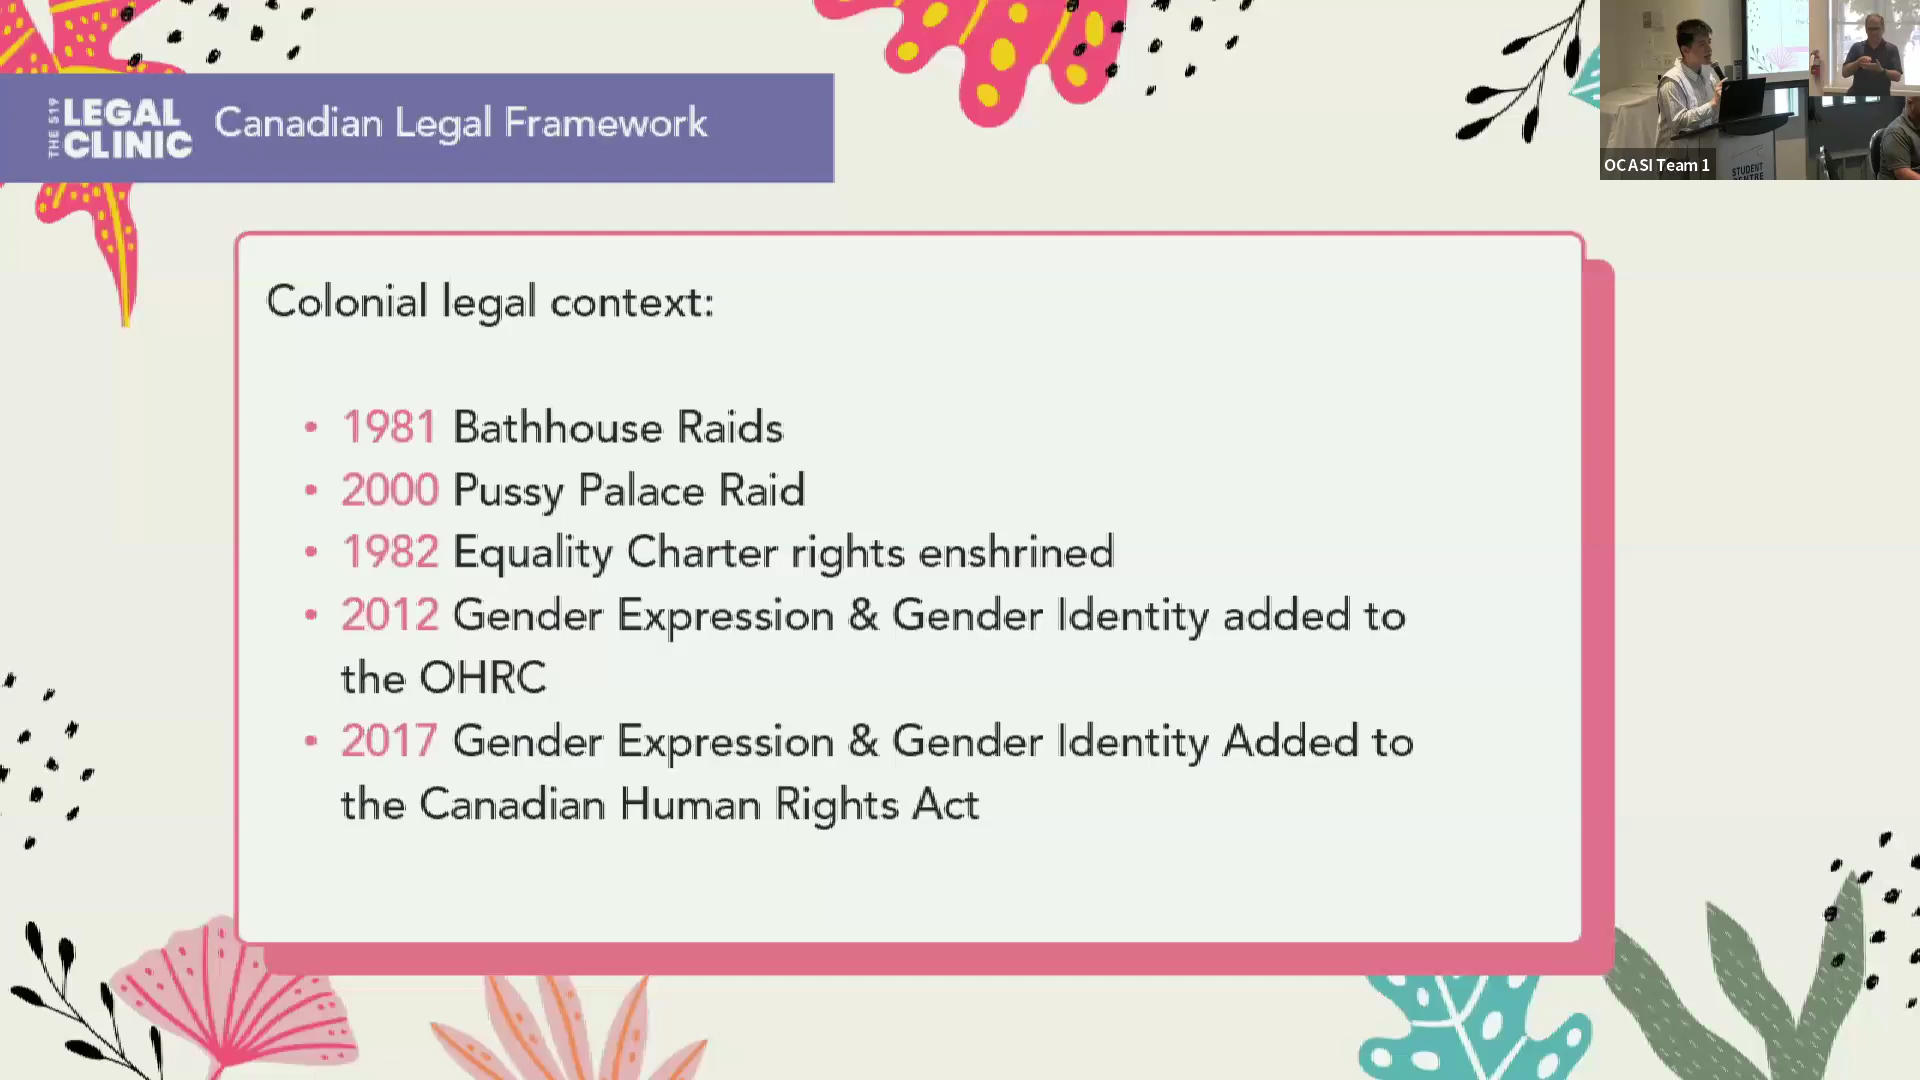 THE 519
LEGAL
CLINIC
Canadian Legal Framework
OCASI Team 1
STUDENT
CENTRE
Colonial legal context:
• 1981 Bathhouse Raids
• 2000 Pussy Palace Raid
• 1982 Equality Charter rights enshrined
• 2012 Gender Expression & Gender Identity added to
the OHRC
• 2017 Gender Expression & Gender Identity Added to
the Canadian Human Rights Act